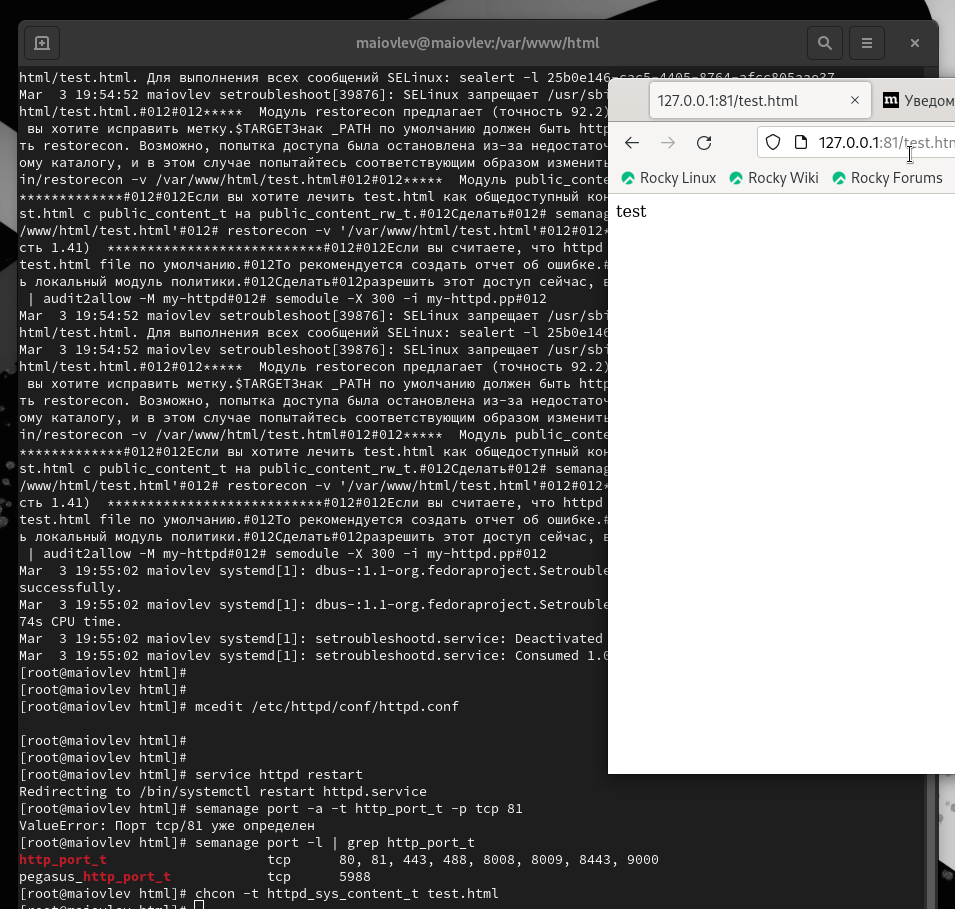 maiovlev@maiovlev:/var/www/html
html/test.html. Для выполнения всех сообщений SELinux: sealert -l 25b0e146-cac5-4405-8764-afcc805aae37
Mar  3 19:54:52 maiovlev setroubleshoot[39876]: SELinux запрещает /usr/sbi
html/test.html.#012#012*****  Модуль restorecon предлагает (точность 92.2)
 вы хотите исправить метку.$TARGETЗнак _PATH по умолчанию должен быть http
ть restorecon. Возможно, попытка доступа была остановлена из-за недостаточ
ому каталогу, и в этом случае попытайтесь соответствующим образом изменить
in/restorecon -v /var/www/html/test.html#012#012*****  Модуль public_conte
*************#012#012Если вы хотите лечить test.html как общедоступный кон
st.html с public_content_t на public_content_rw_t.#012Сделать#012# semanag
/www/html/test.html'#012# restorecon -v '/var/www/html/test.html'#012#012*
сть 1.41)  **************************#012#012Если вы считаете, что httpd
test.html file по умолчанию.#012То рекомендуется создать отчет об ошибке.#
ь локальный модуль политики.#012Сделать#012разрешить этот доступ сейчас, в
 | audit2allow -M my-httpd#012# semodule -X 300 -i my-httpd.pp#012
Mar  3 19:54:52 maiovlev setroubleshoot[39876]: SELinux запрещает /usr/sbi
html/test.html. Для выполнения всех сообщений SELinux: sealert -l 25b0e146
Mar  3 19:54:52 maiovlev setroubleshoot[39876]: SELinux запрещает /usr/sbi
html/test.html.#012#012*****  Модуль restorecon предлагает (точность 92.2)
 вы хотите исправить метку.$TARGETЗнак _PATH по умолчанию должен быть http
ть restorecon. Возможно, попытка доступа была остановлена из-за недостаточ
ому каталогу, и в этом случае попытайтесь соответствующим образом изменить
in/restorecon -v /var/www/html/test.html#012#012*****  Модуль public_conte
*************#012#012Если вы хотите лечить test.html как общедоступный кон
st.html с public_content_t на public_content_rw_t.#012Сделать#012# semanag
/www/html/test.html'#012# restorecon -v '/var/www/html/test.html'#012#012*
сть 1.41)  **************************#012#012Если вы считаете, что httpd
test.html file по умолчанию.#012То рекомендуется создать отчет об ошибке.#
ь локальный модуль политики.#012Сделать#012разрешить этот доступ сейчас, в
 | audit2allow -M my-httpd#012# semodule -X 300 -i my-httpd.pp#012
Mar  3 19:55:02 maiovlev systemd[1]: dbus-:1.1-org.fedoraproject.Setrouble
successfully.
Mar  3 19:55:02 maiovlev systemd[1]: dbus-:1.1-org.fedoraproject.Setrouble
74s CPU time.
Mar  3 19:55:02 maiovlev systemd[1]: setroubleshootd.service: Deactivated
Mar  3 19:55:02 maiovlev systemd[1]: setroubleshootd.service: Consumed 1.0
[root@maiovlev html]#
[root@maiovlev html]#
[root@maiovlev html]# mcedit /etc/httpd/conf/httpd.conf
[root@maiovlev html]#
[root@maiovlev html]#
[root@maiovlev html]# service httpd restart
Redirecting to /bin/systemctl restart httpd.service
[root@maiovlev html]# semanage port -a -t http_port_t -p tcp 81
ValueError: Порт tcp/81 уже определен
[root@maiovlev html]# semanage port -l | grep http_port_t
http_port_t                    tcp      80, 81, 443, 488, 8008, 8009, 8443, 9000
pegasus_http_port_t            tcp      5988
[root@maiovlev html]# chcon -t httpd_sys_content_t test.html
[root@maiovlev html]#
127.0.0.1:81/test.html
m Уведом
127.0.0.1:81/test.htm
Rocky Linux
Rocky Wiki
Rocky Forums
test